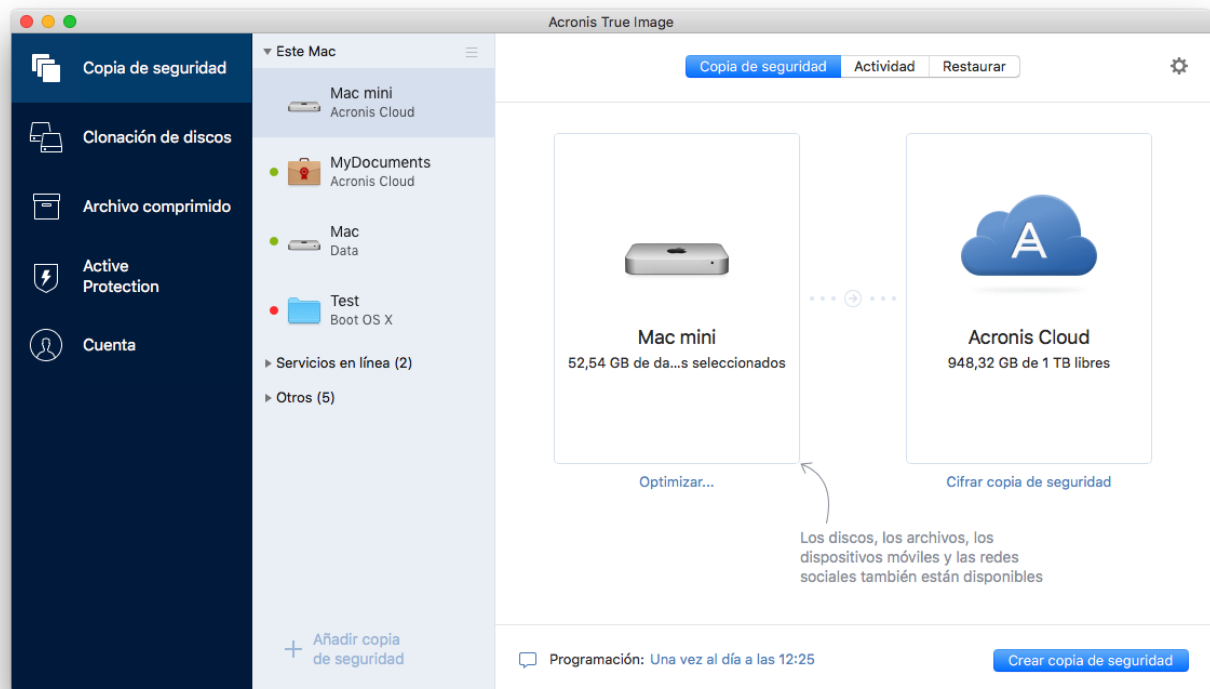 Acronis True Image
Copia de seguridad
Clonación de discos
Archivo comprimido
Active
Protection
Cuenta
Este Mac
Mac mini
Acronis Cloud
MyDocuments
Acronis Cloud
Mac
Data
Test
Boot OS X
Servicios en línea (2)
Otros (5)
Añadir copia
de seguridad
Copia de seguridad
Actividad
Restaurar
Mac mini
52,54 GB de da...s seleccionados
Optimizar...
Acronis Cloud
948,32 GB de 1 TB libres
Cifrar copia de seguridad
Los discos, los archivos, los
dispositivos móviles y las redes
sociales también están disponibles
Programación: Una vez al día a las 12:25
Crear copia de seguridad